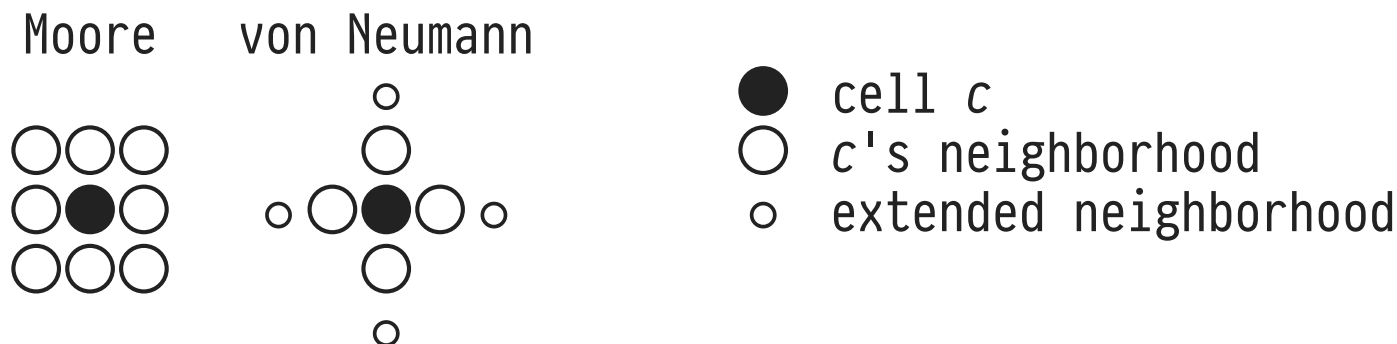 Moore von Neumann
cell c
c's neighborhood
extended neighborhood